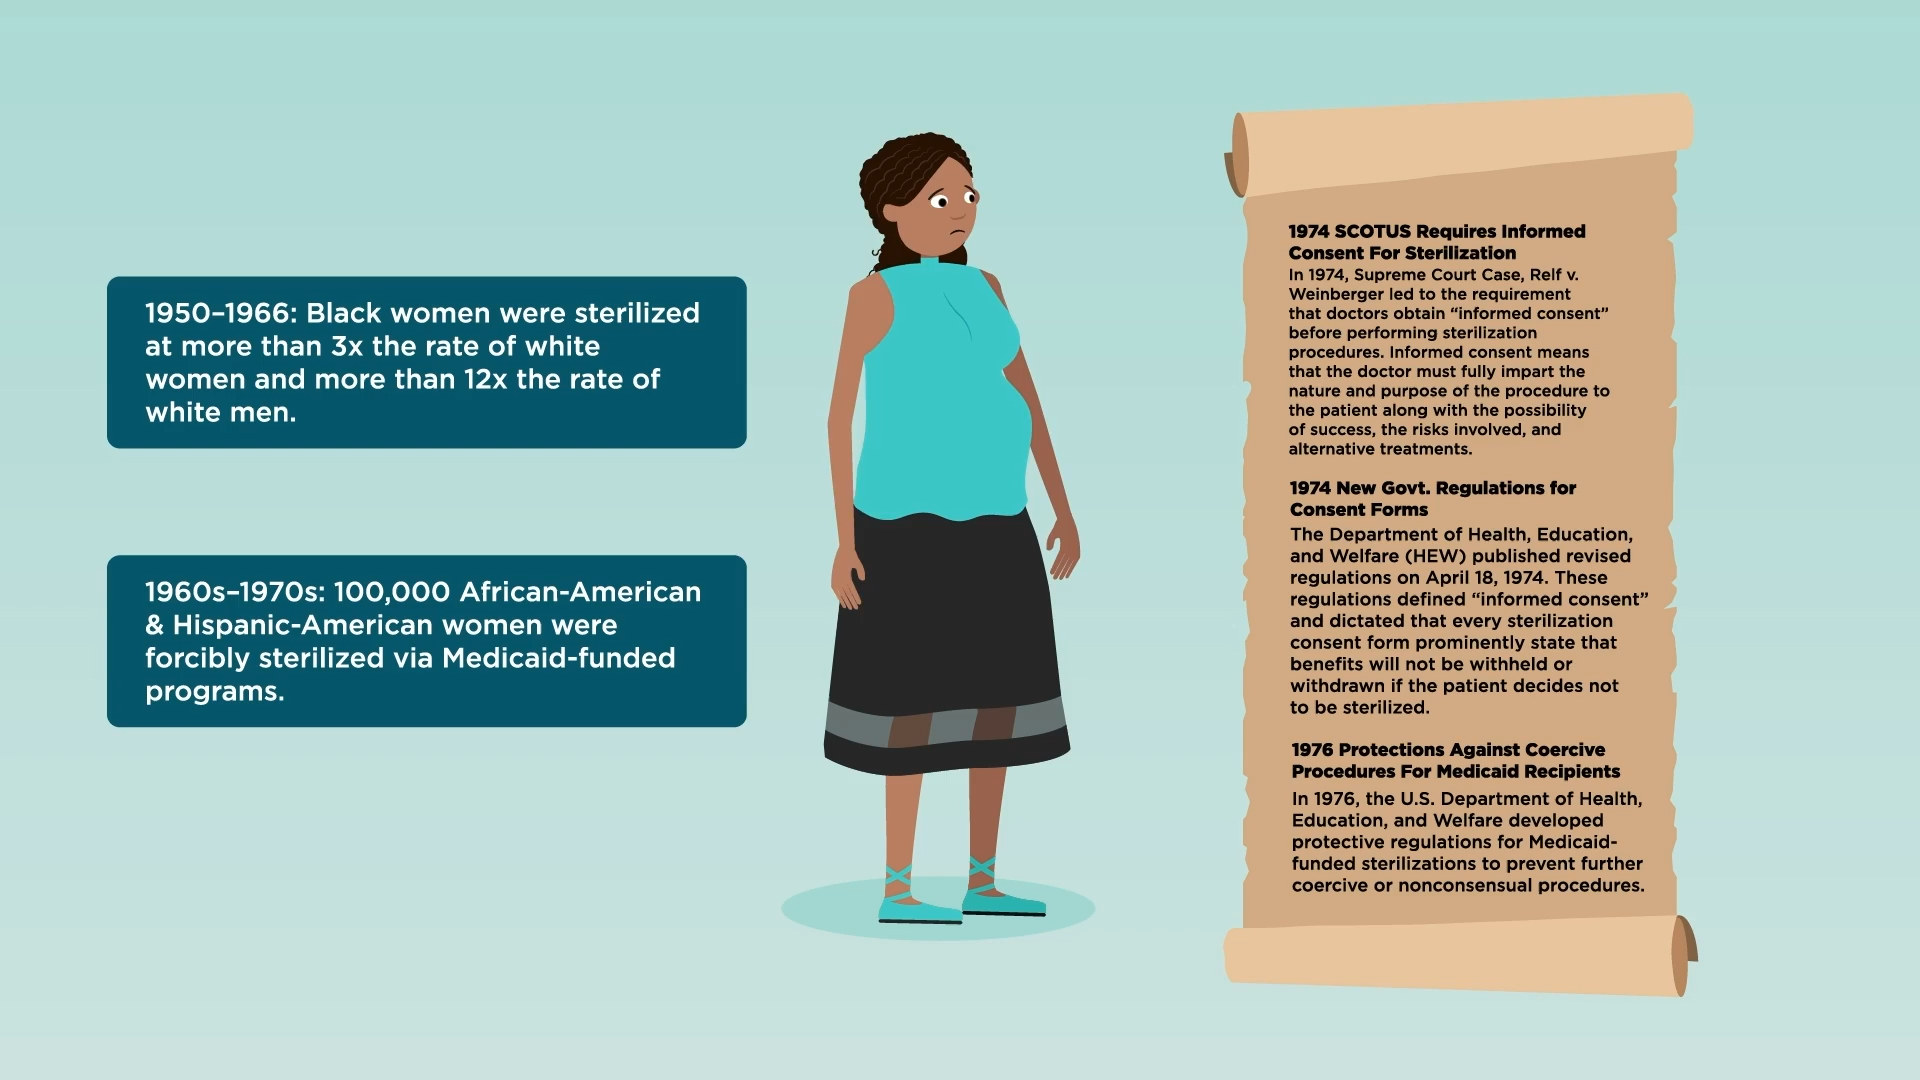 1950–1966: Black women were sterilized
at more than 3x the rate of white
women and more than 12x the rate of
white men.
1960s–1970s: 100,000 African-American
& Hispanic-American women were
forcibly sterilized via Medicaid-funded
programs.
1974 SCOTUS Requires Informed
Consent For Sterilization
In 1974, Supreme Court Case, Relf v.
Weinberger led to the requirement
that doctors obtain “informed consent”
before performing sterilization
procedures. Informed consent means
that the doctor must fully impart the
nature and purpose of the procedure to
the patient along with the possibility
of success, the risks involved, and
alternative treatments.
1974 New Govt. Regulations for
Consent Forms
The Department of Health, Education,
and Welfare (HEW) published revised
regulations on April 18, 1974. These
regulations defined “informed consent”
and dictated that every sterilization
consent form prominently state that
benefits will not be withheld or
withdrawn if the patient decides not
to be sterilized.
1976 Protections Against Coercive
Procedures For Medicaid Recipients
In 1976, the U.S. Department of Health,
Education, and Welfare developed
protective regulations for Medicaid-
funded sterilizations to prevent further
coercive or nonconsensual procedures.